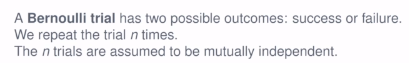 A Bernoulli trial has two possible outcomes: success or failure.
We repeat the trial n times.
The n trials are assumed to be mutually independent.